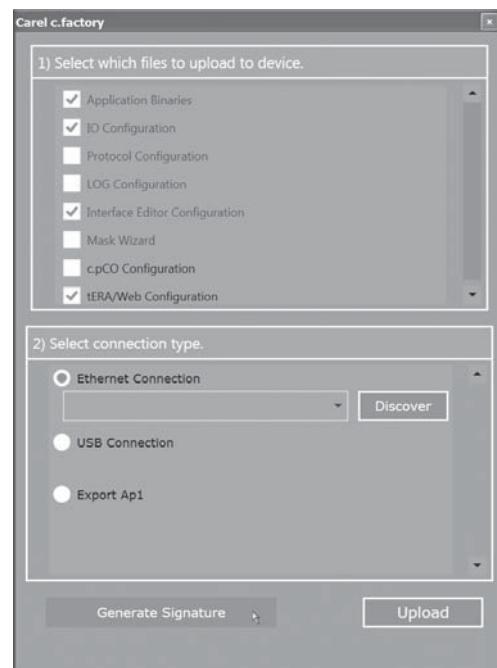 Carel c.factory
1) Select which files to upload to device.
Application Binaries
IO Configuration
Protocol Configuration
LOG Configuration
Interface Editor Configuration
Mask Wizard
c.pCO Configuration
tERA/Web Configuration
2) Select connection type.
Ethernet Connection
Discover
USB Connection
Export Ap1
Generate Signature
Upload